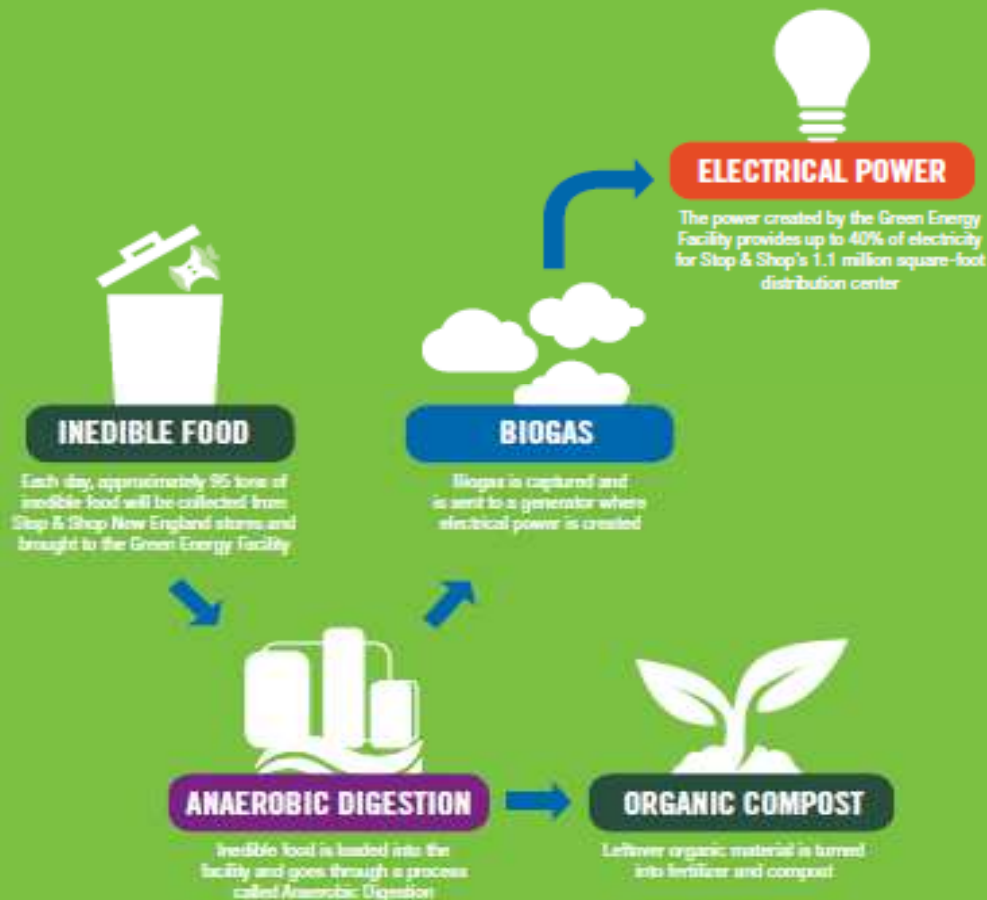 ELECTRICAL POWER
The power created by the Green Energy
Facility provides up to 40% of electricity
for Stop & Shop's 1.1 million square-foot
distribution center
INEDIBLE FOOD
Each day, approximately 95 tons of
inedible food will be collected from
Stop & Shop New England stores and
brought to the Green Energy Facility
BIOGAS
Biogas is captured and
is sent to a generator where
electrical power is created
ANAEROBIC DIGESTION
Inedible food is loaded into the
facility and goes through a process
called Anaerobic Digestion
ORGANIC COMPOST
Leftover organic material is turned
into fertilizer and compost